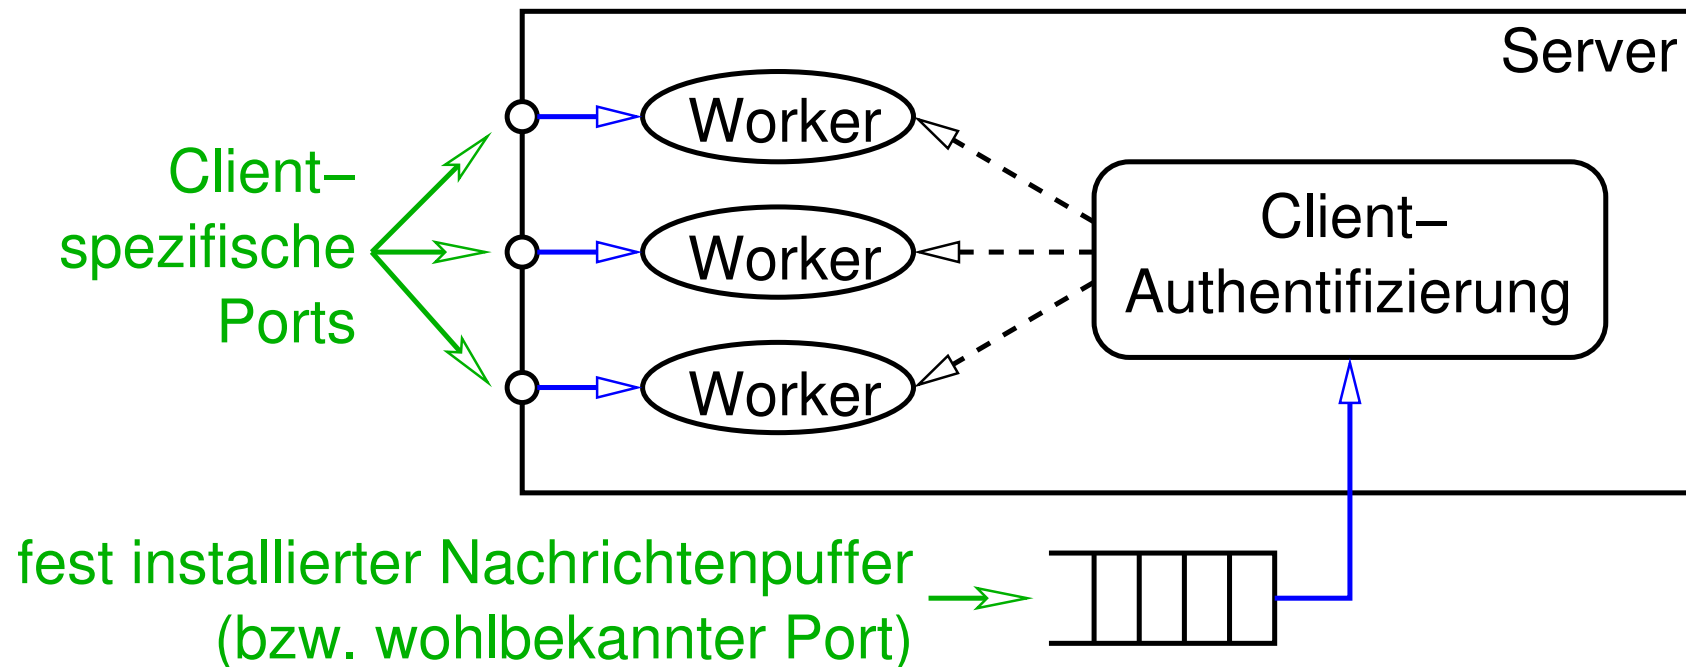 Server
Worker
Client–
spezifische
Ports
Worker
Worker
Client–
Authentifizierung
fest installierter Nachrichtenpuffer
(bzw. wohlbekannter Port)